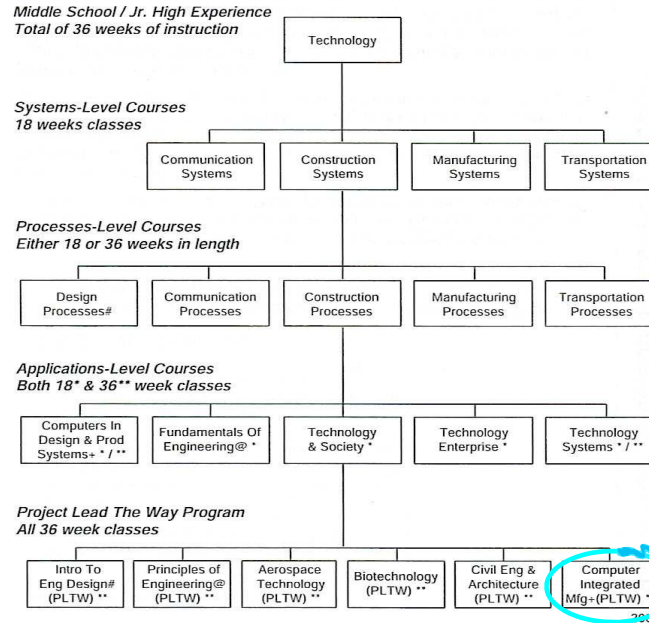 Middle School / Jr. High Experience
Total of 36 weeks of instruction
Technology
Systems-Level Courses
18 weeks classes
Communication
Systems
Construction
Systems
Manufacturing
Systems
Transportation
Systems
Processes-Level Courses
Either 18 or 36 weeks in length
Design
Processes#
Communication
Processes
Construction
Processes
Manufacturing
Processes
Transportation
Processes
Applications-Level Courses
Both 18* & 36** week classes
Computers In
Design & Prod
Systems+ * / **
Fundamentals Of
Engineering@ *
Technology
& Society *
Technology
Enterprise *
Technology
Systems * / **
Project Lead The Way Program
All 36 week classes
Intro To
Eng Design#
(PLTW) **
Principles of
Engineering@
(PLTW) **
Aerospace
Technology
(PLTW) **
Biotechnology
(PLTW) **
Civil Eng &
Architecture
(PLTW) **
Computer
Integrated
Mfg+(PLTW) *